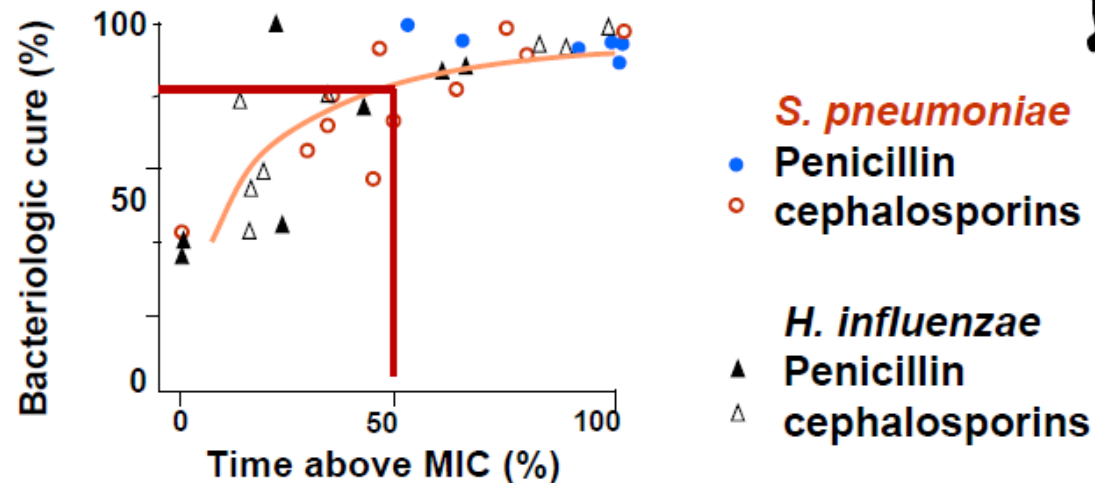 Bacteriologic cure (%)
100
50
0
0
50
100
Time above MIC (%)
S. pneumoniae
Penicillin
cephalosporins
H. influenzae
Penicillin
cephalosporins